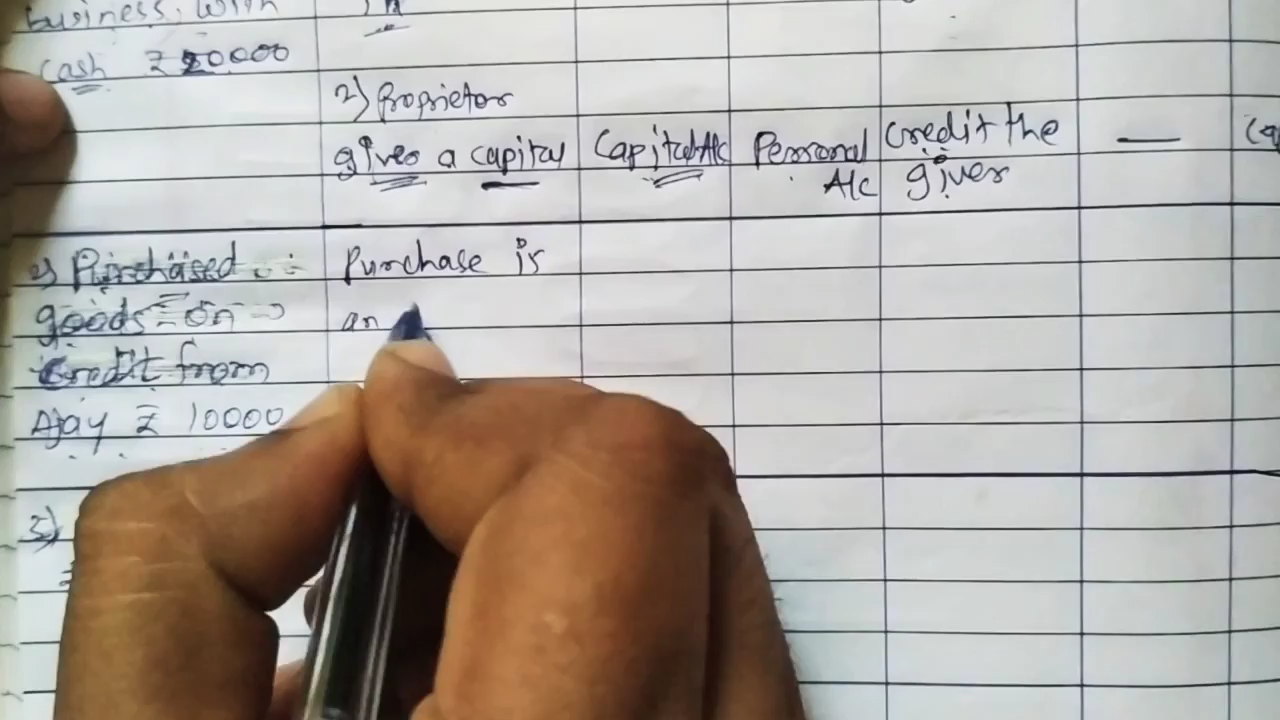 business, with
Cash ₹ 20000
2) Proprietor
gives a capital Capital A/c Personal A/c Credit the giver —
2) Purchased goods on Credit from Ajay ₹ 10000
Purchase is
an
3)